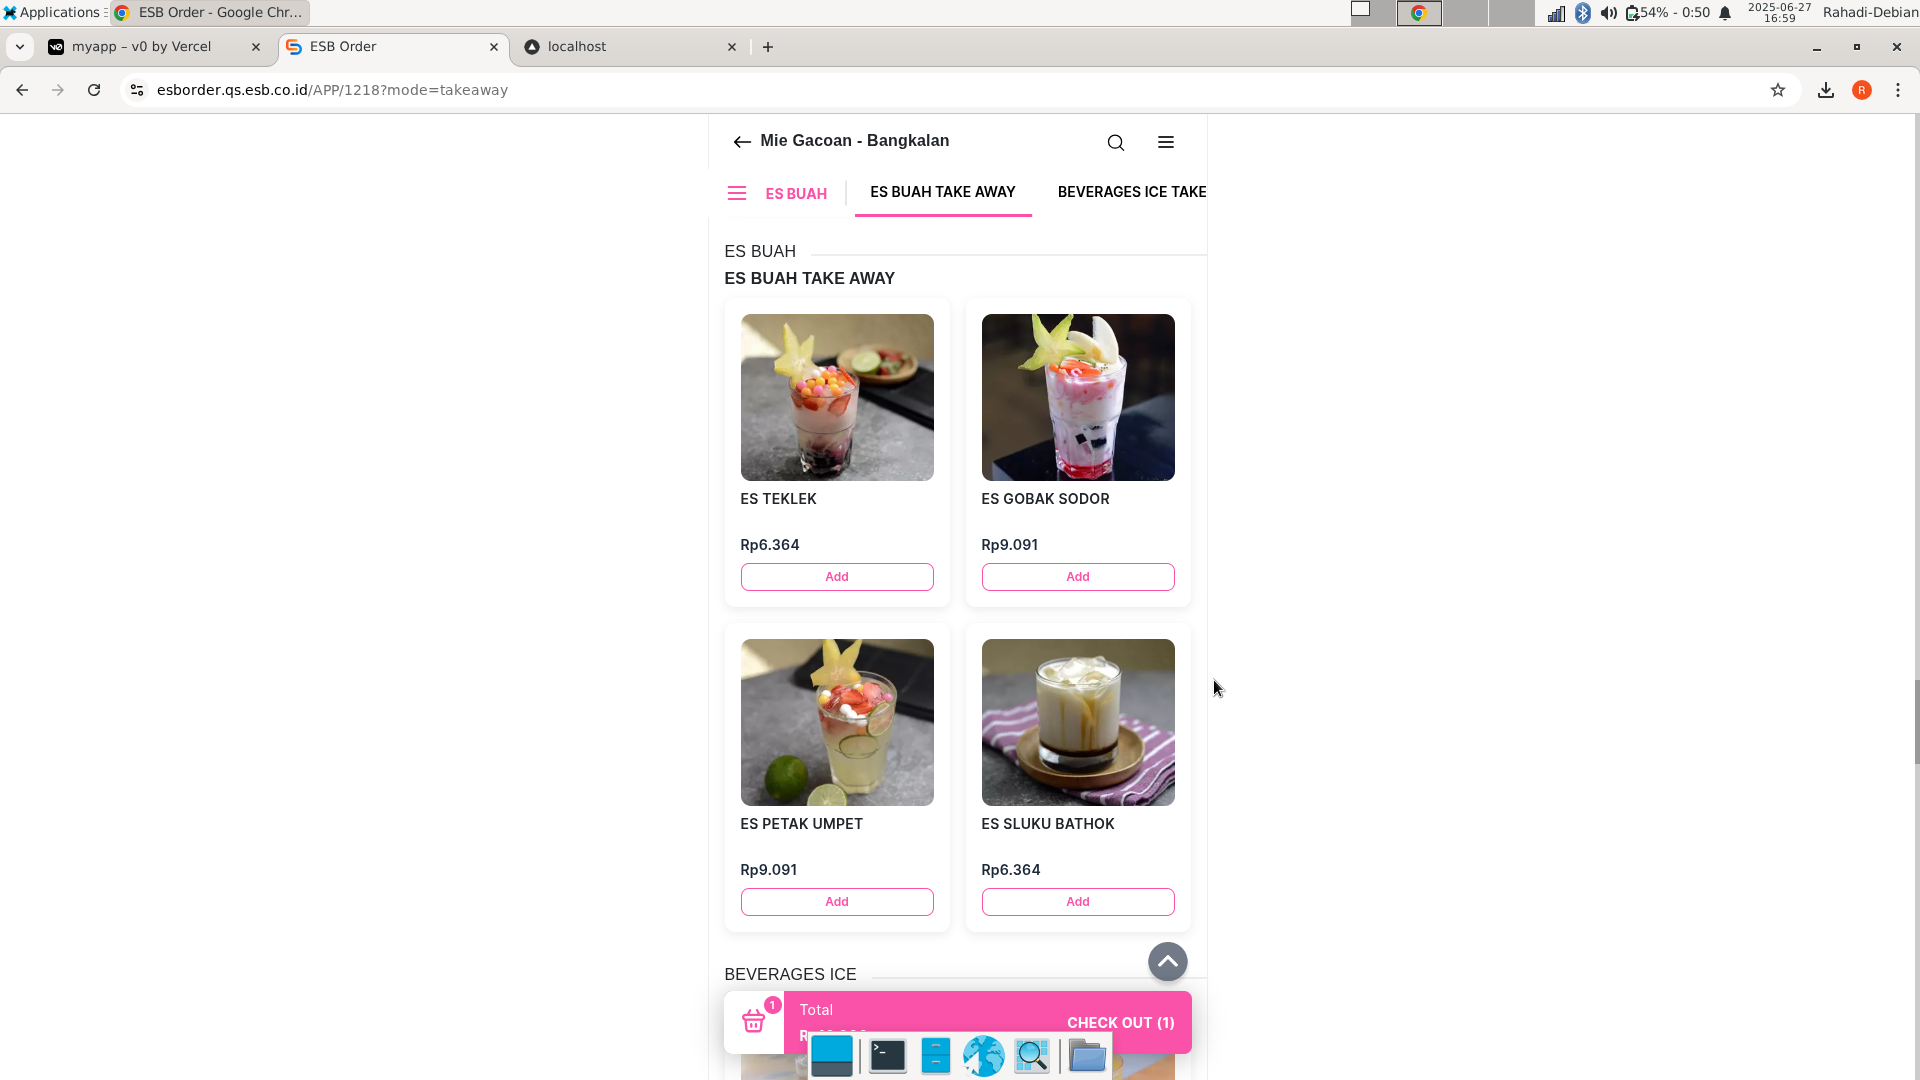 Applications
ESB Order - Google Chr...
54% - 0:50
2025-06-27
16:59
Rahadi-Debian
myapp – v0 by Vercel
ESB Order
localhost
esborder.qs.esb.co.id/APP/1218?mode=takeaway
R
Mie Gacoan - Bangkalan
ES BUAH
ES BUAH TAKE AWAY
BEVERAGES ICE TAKE
ES BUAH
ES BUAH TAKE AWAY
ES TEKLEK
ES GOBAK SODOR
Rp6.364
Rp9.091
Add
Add
ES PETAK UMPET
ES SLUKU BATHOK
Rp9.091
Rp6.364
Add
Add
BEVERAGES ICE
1
Total
CHECK OUT (1)